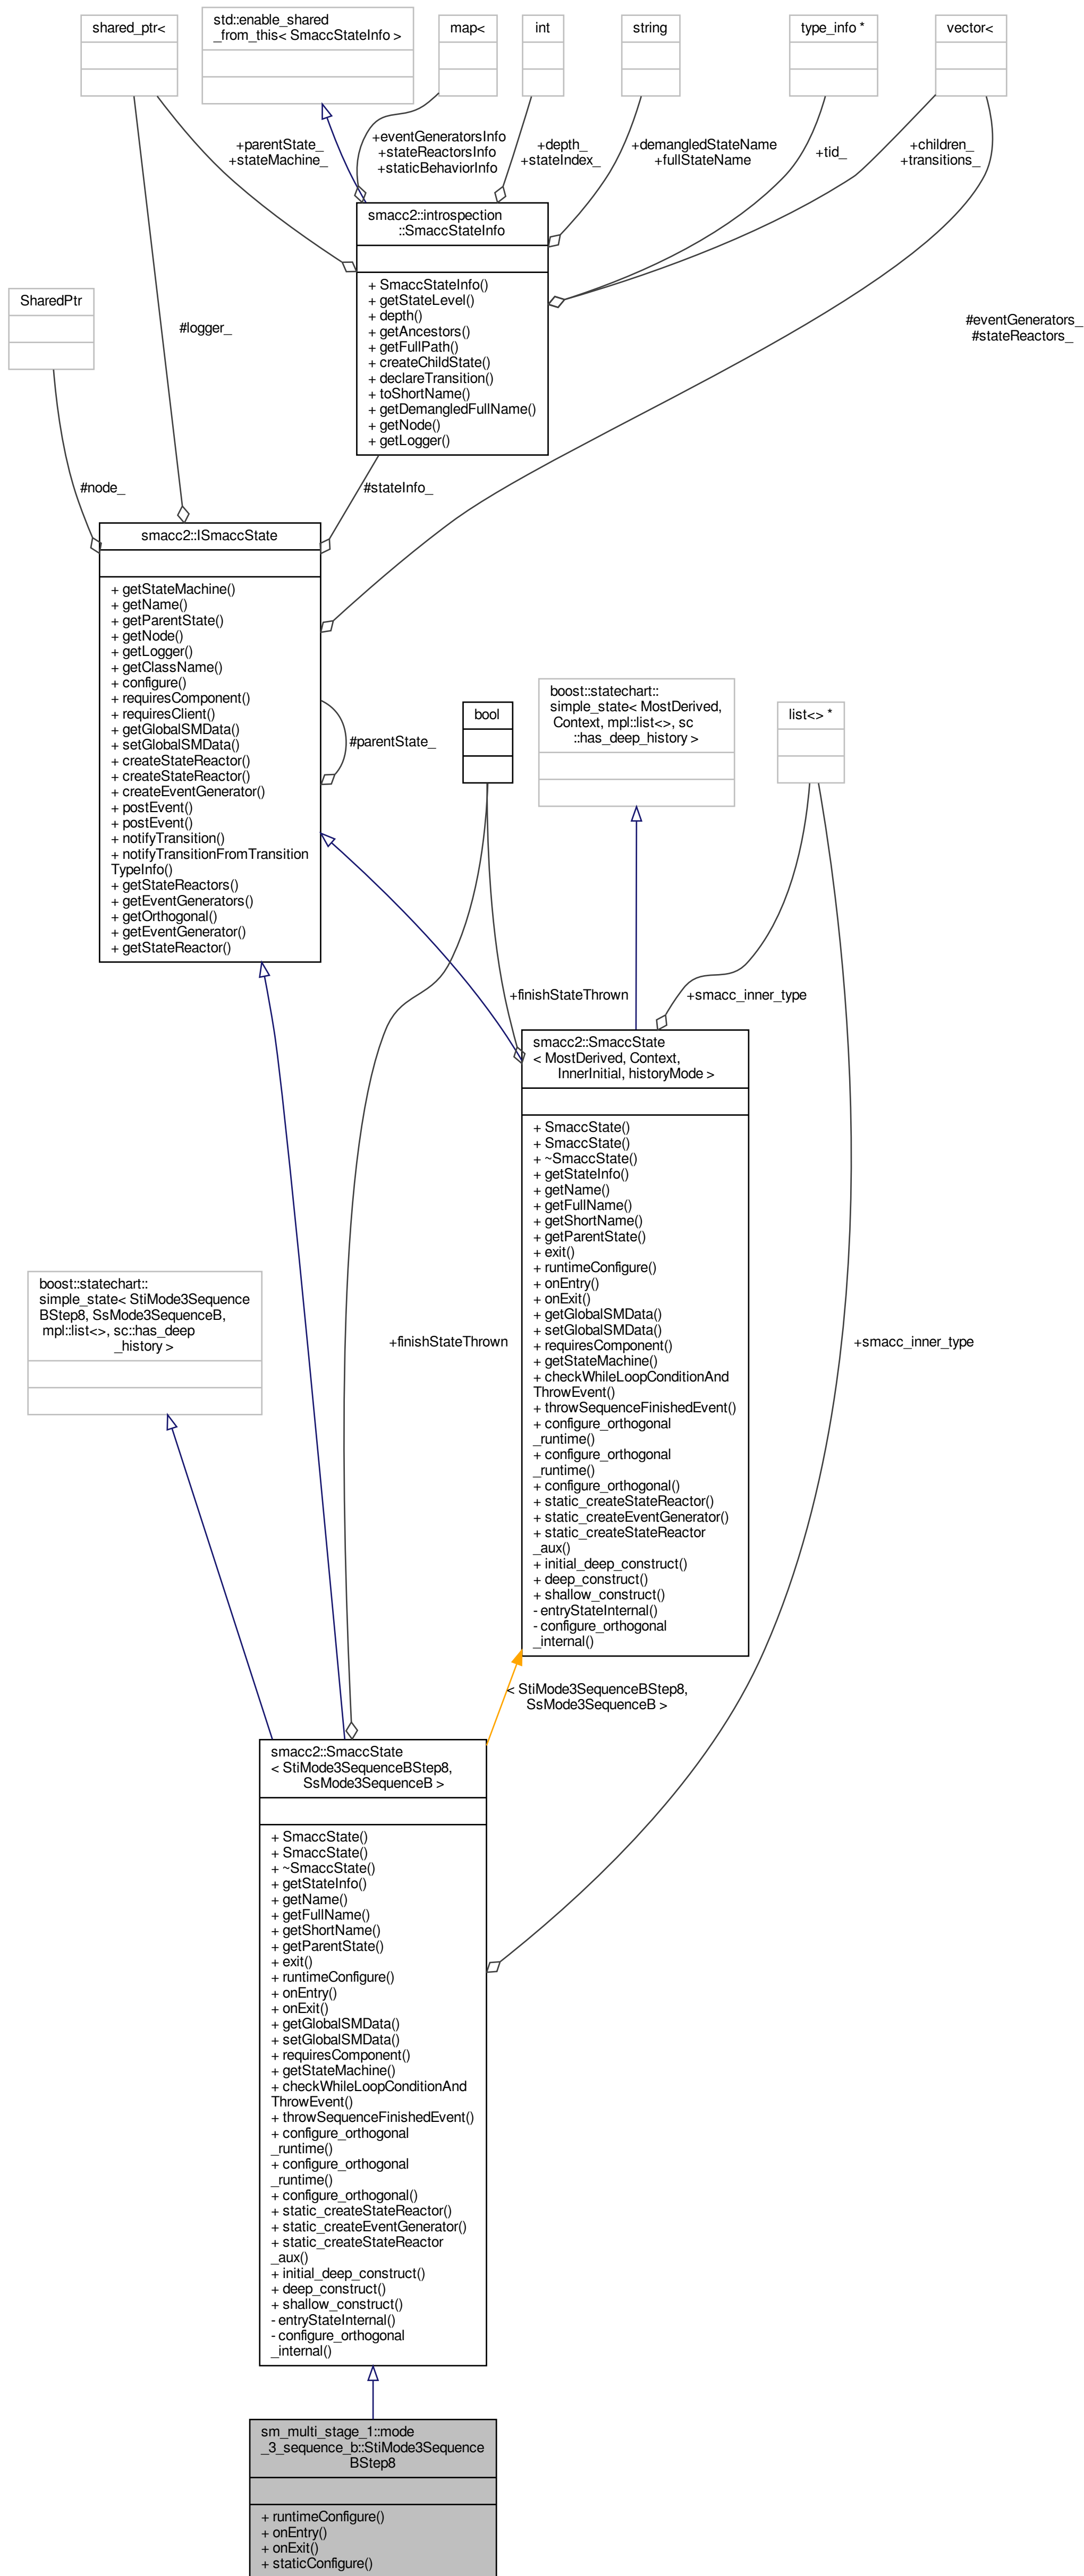 shared_ptr<
std::enable_shared
_from_this< SmaccStateInfo >
map<
int
string
type_info *
vector<
+parentState_
+stateMachine_
+eventGeneratorsInfo
+stateReactorsInfo
+staticBehaviorInfo
+depth_
+stateIndex_
+demangledStateName
+fullStateName
+tid_
+children_
+transitions_
smacc2::introspection
::SmaccStateInfo
+ SmaccStateInfo()
+ getStateLevel()
+ depth()
+ getAncestors()
+ getFullPath()
+ createChildState()
+ declareTransition()
+ toShortName()
+ getDemangledFullName()
+ getNode()
+ getLogger()
SharedPtr
#logger_
#eventGenerators_
#stateReactors_
#node_
#stateInfo_
smacc2::ISmaccState
+ getStateMachine()
+ getName()
+ getParentState()
+ getNode()
+ getLogger()
+ getClassName()
+ configure()
+ requiresComponent()
+ requiresClient()
+ getGlobalSMData()
+ setGlobalSMData()
+ createStateReactor()
+ createStateReactor()
+ createEventGenerator()
+ postEvent()
+ postEvent()
+ notifyTransition()
+ notifyTransitionFromTransition
TypeInfo()
+ getStateReactors()
+ getEventGenerators()
+ getOrthogonal()
+ getEventGenerator()
+ getStateReactor()
#parentState_
bool
boost::statechart::
simple_state< MostDerived,
Context, mpl::list<>, sc
::has_deep_history >
list<> *
+finishStateThrown
+smacc_inner_type
smacc2::SmaccState
< MostDerived, Context,
InnerInitial, historyMode >
+ SmaccState()
+ SmaccState()
+ ~SmaccState()
+ getStateInfo()
+ getName()
+ getFullName()
+ getShortName()
+ getParentState()
+ exit()
+ runtimeConfigure()
+ onEntry()
+ onExit()
+ getGlobalSMData()
+ setGlobalSMData()
+ requiresComponent()
+ getStateMachine()
+ checkWhileLoopConditionAnd
ThrowEvent()
+ throwSequenceFinishedEvent()
+ configure_orthogonal
_runtime()
+ configure_orthogonal
_runtime()
+ configure_orthogonal()
+ static_createStateReactor()
+ static_createEventGenerator()
+ static_createStateReactor
_aux()
+ initial_deep_construct()
+ deep_construct()
+ shallow_construct()
- entryStateInternal()
- configure_orthogonal
_internal()
boost::statechart::
simple_state< StiMode3Sequence
BStep8, SsMode3SequenceB,
mpl::list<>, sc::has_deep
_history >
+finishStateThrown
+smacc_inner_type
< StiMode3SequenceBStep8,
SsMode3SequenceB >
smacc2::SmaccState
< StiMode3SequenceBStep8,
SsMode3SequenceB >
+ SmaccState()
+ SmaccState()
+ ~SmaccState()
+ getStateInfo()
+ getName()
+ getFullName()
+ getShortName()
+ getParentState()
+ exit()
+ runtimeConfigure()
+ onEntry()
+ onExit()
+ getGlobalSMData()
+ setGlobalSMData()
+ requiresComponent()
+ getStateMachine()
+ checkWhileLoopConditionAnd
ThrowEvent()
+ throwSequenceFinishedEvent()
+ configure_orthogonal
_runtime()
+ configure_orthogonal
_runtime()
+ configure_orthogonal()
+ static_createStateReactor()
+ static_createEventGenerator()
+ static_createStateReactor
_aux()
+ initial_deep_construct()
+ deep_construct()
+ shallow_construct()
- entryStateInternal()
- configure_orthogonal
_internal()
sm_multi_stage_1::mode
_3_sequence_b::StiMode3Sequence
BStep8
+ runtimeConfigure()
+ onEntry()
+ onExit()
+ staticConfigure()